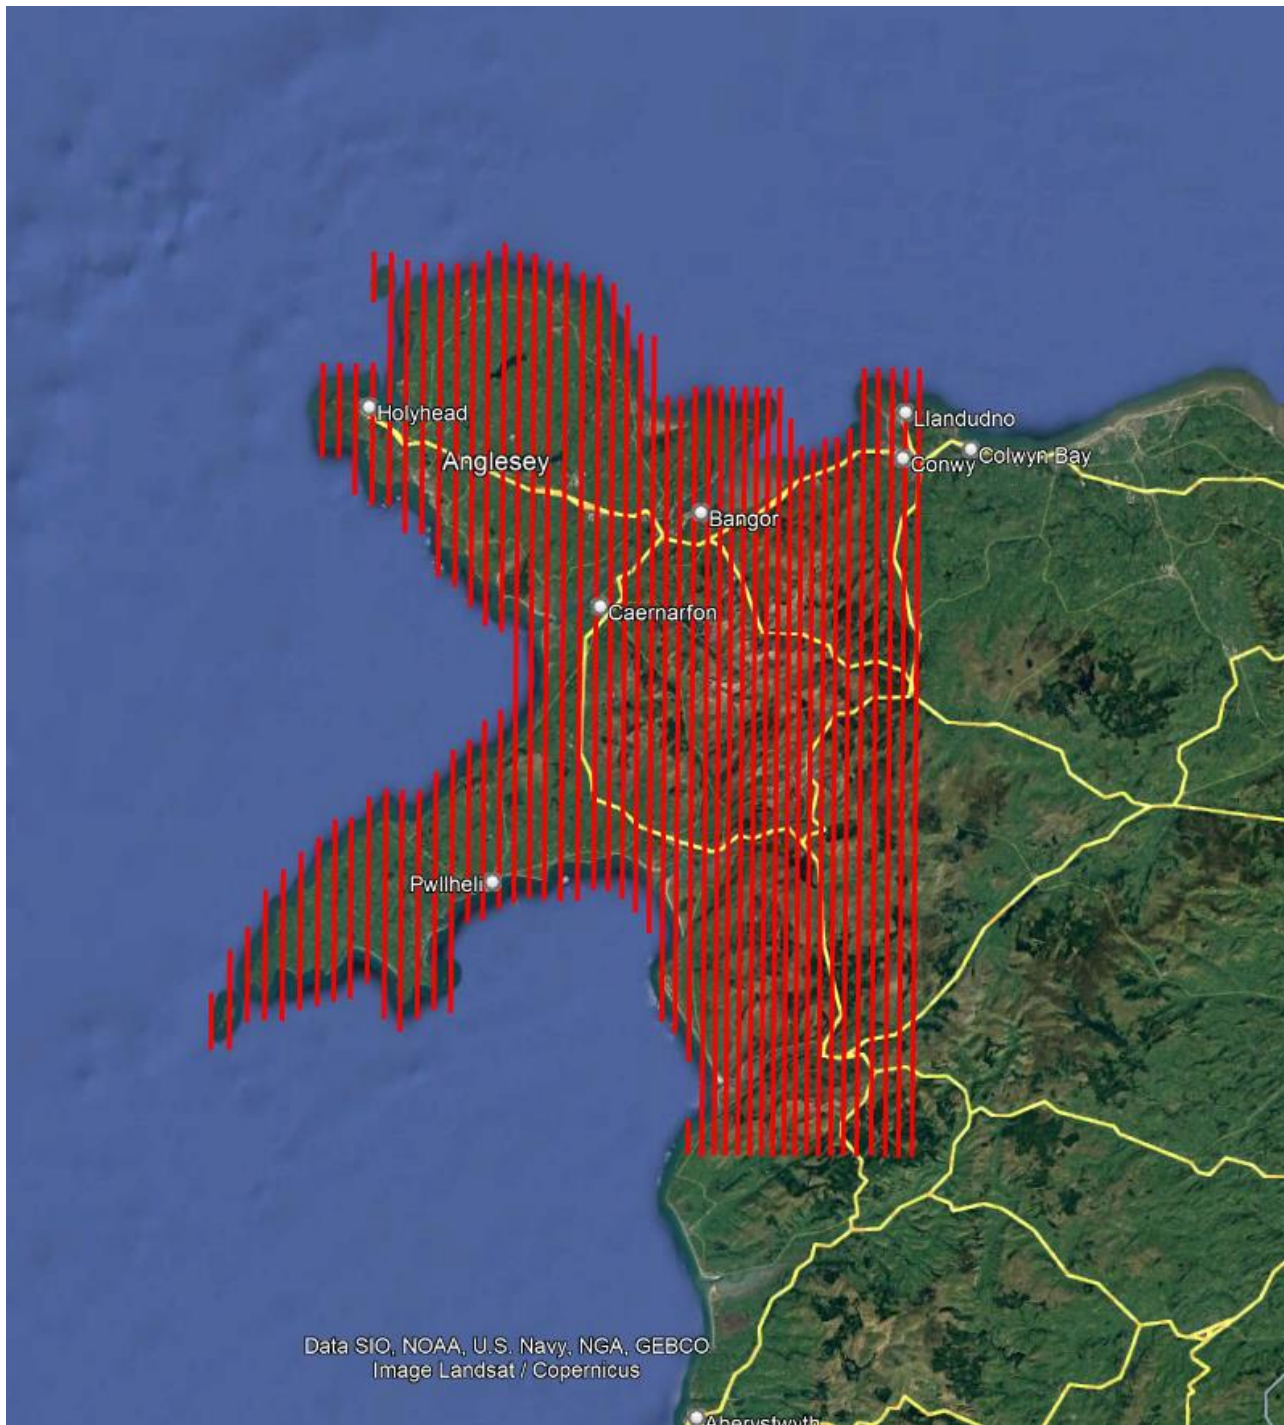 Holyhead
Llandudno
Anglesey
Conwy
Colwyn Bay
Bangor
Caernarfon
Pwllheli
Data SIO, NOAA, U.S. Navy, NGA, GEBCO
Image Landsat / Copernicus
Aberystwyth